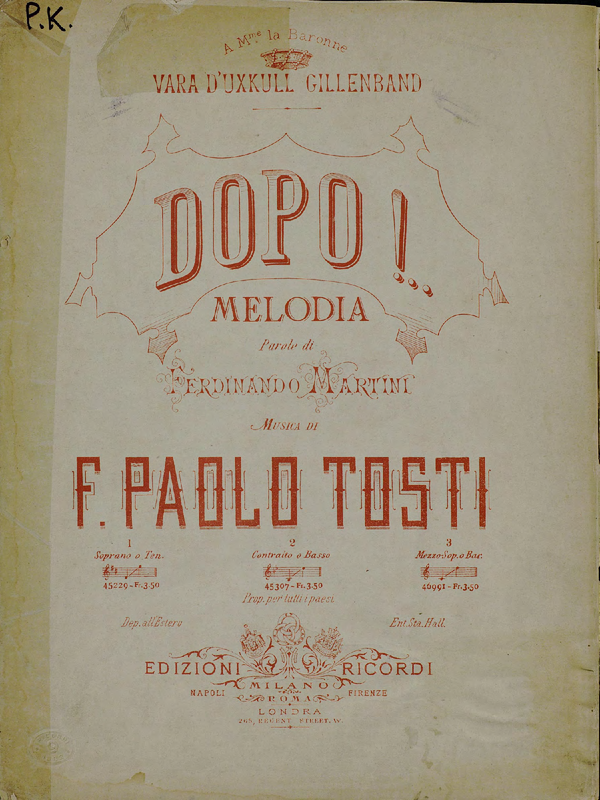 P.K.
A Mme la Baronne
VARA D'UXKULL GILLENBAND
DOPO!...
MELODIA
Parole di
FERDINANDO MARTINI
MUSICA DI
F. PAOLO TOSTI
1 2 3
Soprano o Ten. Contralto o Basso Mezzo-Sop. o Bar.
45229-Fr.3.50 45307-Fr.3.50 46991-Fr.3.50
Prop. per tutti i paesi.
Dep. all'Estero Ent. Sta. Hall.
EDIZIONI RICORDI
MILANO
NAPOLI ROMA FIRENZE
LONDRA
265, REGENT STREET, W.